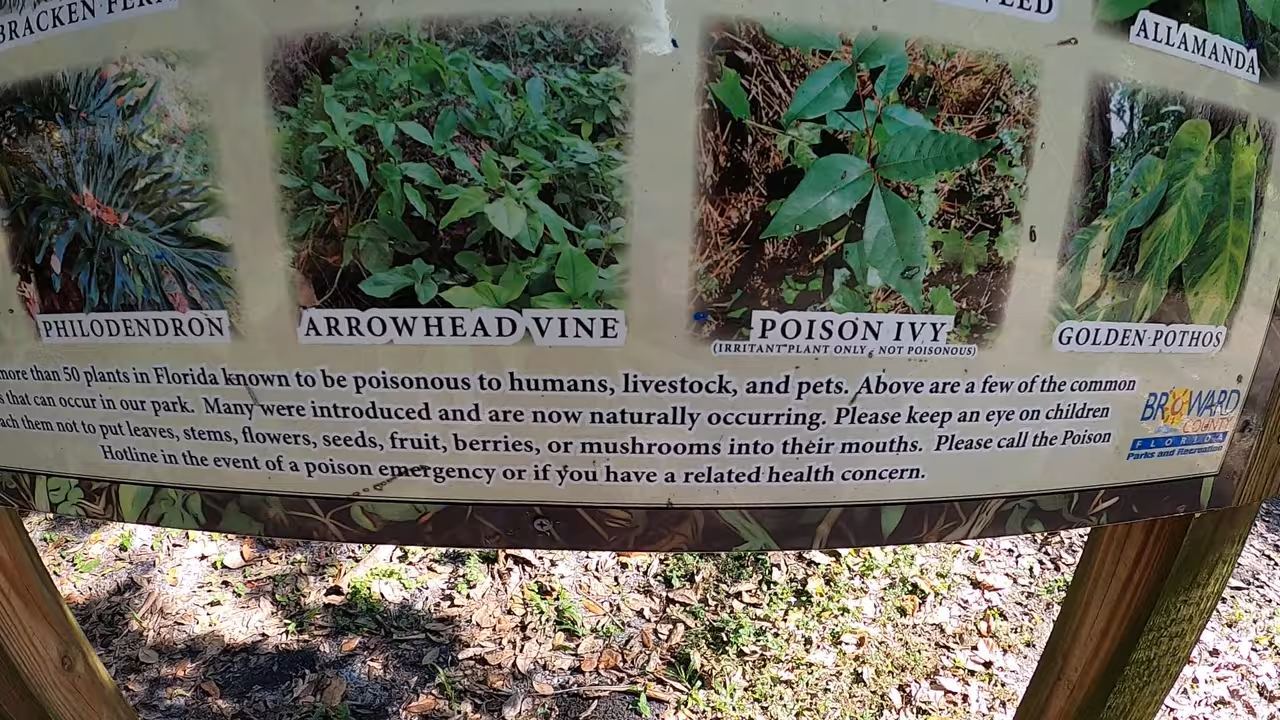 BRACKEN FERN
ALLAMANDA
PHILODENDRON
ARROWHEAD VINE
POISON IVY
(IRRITANT PLANT ONLY, NOT POISONOUS)
GOLDEN POTHOS
more than 50 plants in Florida known to be poisonous to humans, livestock, and pets. Above are a few of the common
that can occur in our park. Many were introduced and are now naturally occurring. Please keep an eye on children
them not to put leaves, stems, flowers, seeds, fruit, berries, or mushrooms into their mouths. Please call the Poison
Hotline in the event of a poison emergency or if you have a related health concern.
BROWARD
COUNTY
FLORIDA
Parks and Recreation